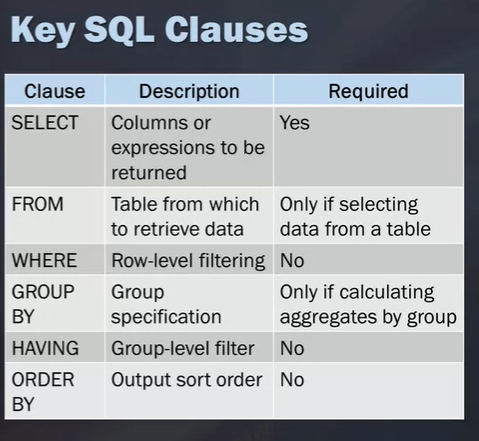 Key SQL Clauses
Clause Description Required
SELECT Columns or Yes
expressions to be
returned
FROM Table from which Only if selecting
to retrieve data data from a table
WHERE Row-level filtering No
GROUP Group Only if calculating
BY specification aggregates by group
HAVING Group-level filter No
ORDER Output sort order No
BY